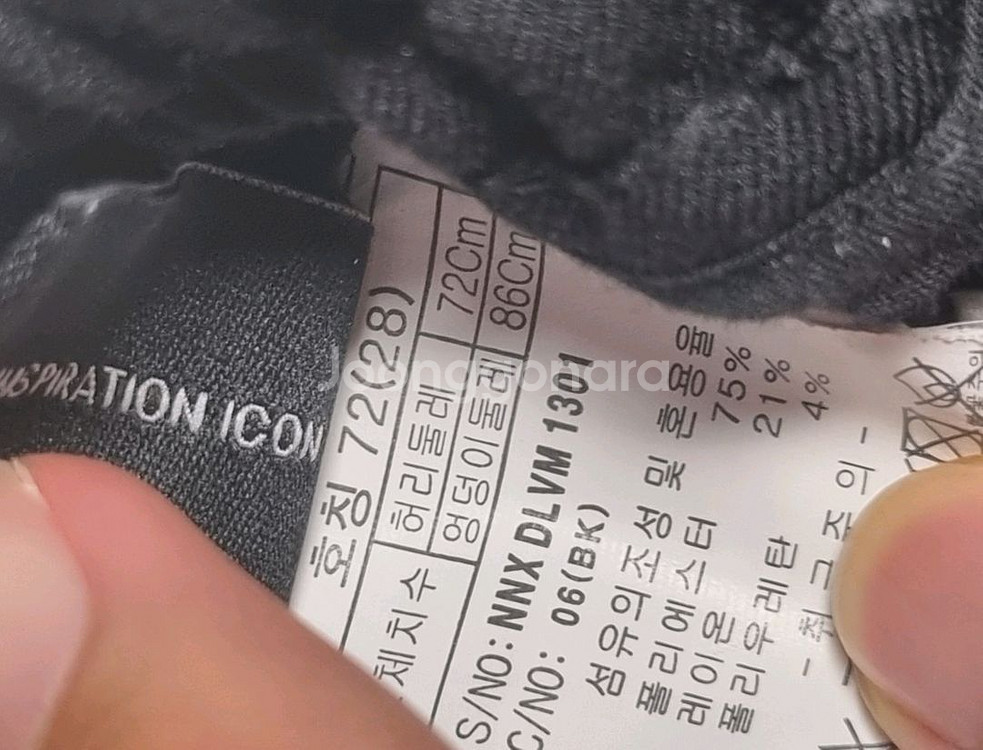 INSPIRATION ICON
호칭 72(28)
신체치수 허리둘레 72Cm
엉덩이둘레 86Cm
S/NO: NNX DLVM 1301
C/NO: 06(BK)
섬유의조성 및 혼용율
폴리에스터 75%
레이온 21%
폴리우레탄 4%
- 취급
Joonggonara